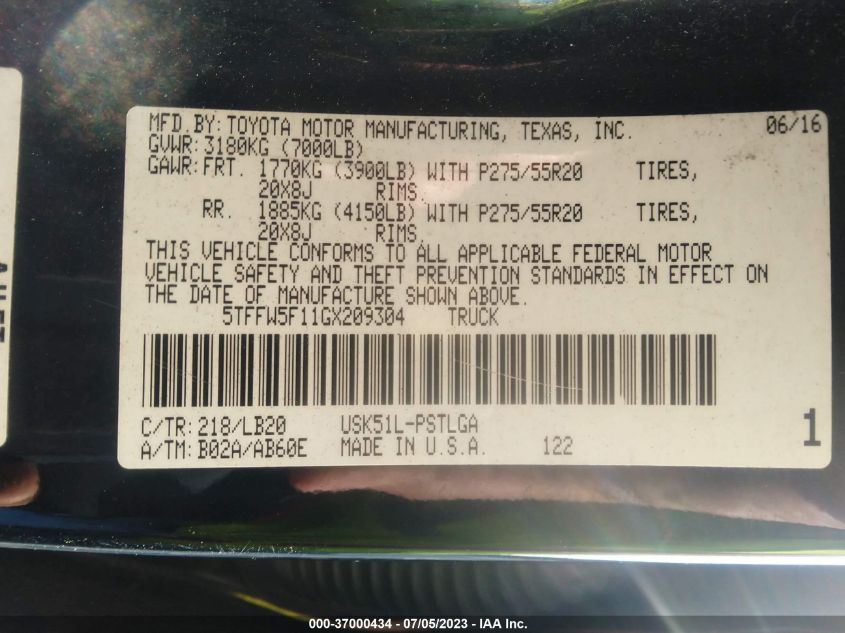 MFD.BY:TOYOTA MOTOR MANUFACTURING, TEXAS, INC. 06/16
GVWR:3180KG (7000LB)
GAWR:FRT. 1770KG (3900LB) WITH P275/55R20 TIRES,
20X8J RIMS
RR. 1885KG (4150LB) WITH P275/55R20 TIRES,
20X8J RIMS
THIS VEHICLE CONFORMS TO ALL APPLICABLE FEDERAL MOTOR
VEHICLE SAFETY AND THEFT PREVENTION STANDARDS IN EFFECT ON
THE DATE OF MANUFACTURE SHOWN ABOVE.
5TFFW5F11GX209304 TRUCK
C/TR:218/LB20 USK51L-PSTLGA 1
A/TM:B02A/AB60E MADE IN U.S.A. 122
000-37000434 - 07/05/2023 - IAA Inc.